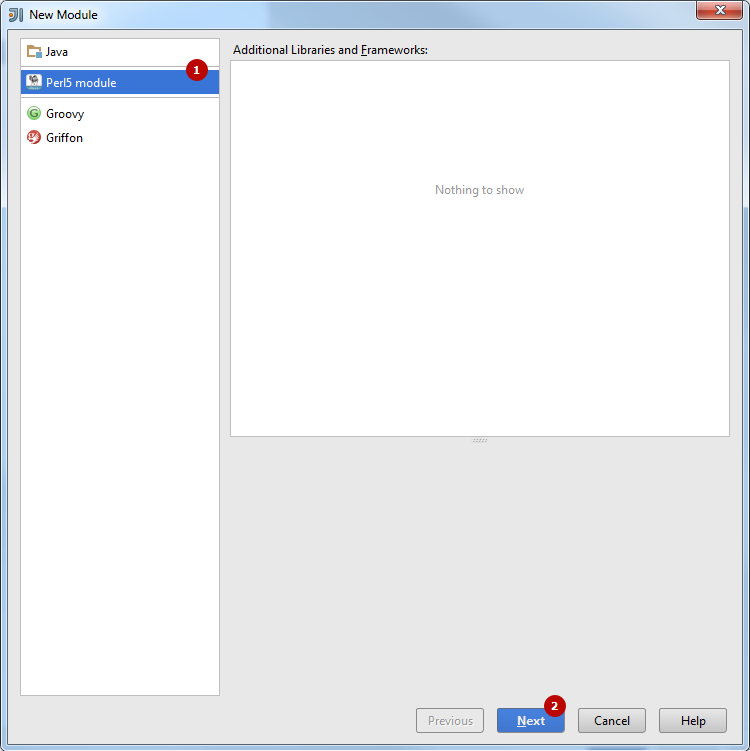 New Module
Java
1
Perl5 module
Groovy
Griffon
Additional Libraries and Frameworks:
Nothing to show
2
Previous
Next
Cancel
Help